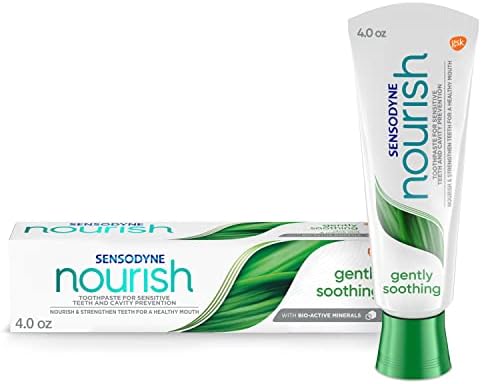 4.0 oz
gsk
SENSODYNE
nourish
TOOTHPASTE FOR SENSITIVE
TEETH AND CAVITY PREVENTION
NOURISH & STRENGTHEN TEETH FOR A HEALTHY MOUTH
gently
soothing
SENSODYNE
nourish
TOOTHPASTE FOR SENSITIVE
TEETH AND CAVITY PREVENTION
NOURISH & STRENGTHEN TEETH FOR A HEALTHY MOUTH
4.0 oz
gently
soothing
gently
soothing
WITH BIO-ACTIVE MINERALS